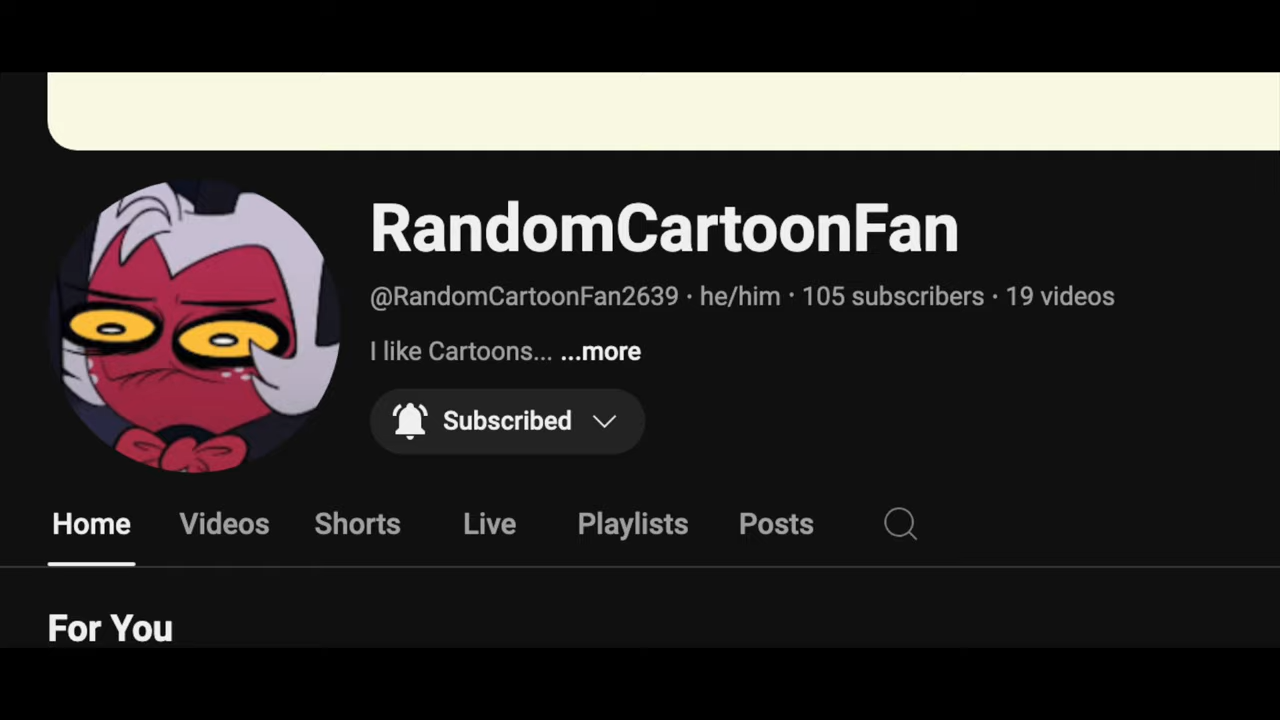 RandomCartoonFan
@RandomCartoonFan2639 · he/him · 105 subscribers · 19 videos
I like Cartoons... ...more
Subscribed
Home Videos Shorts Live Playlists Posts
For You